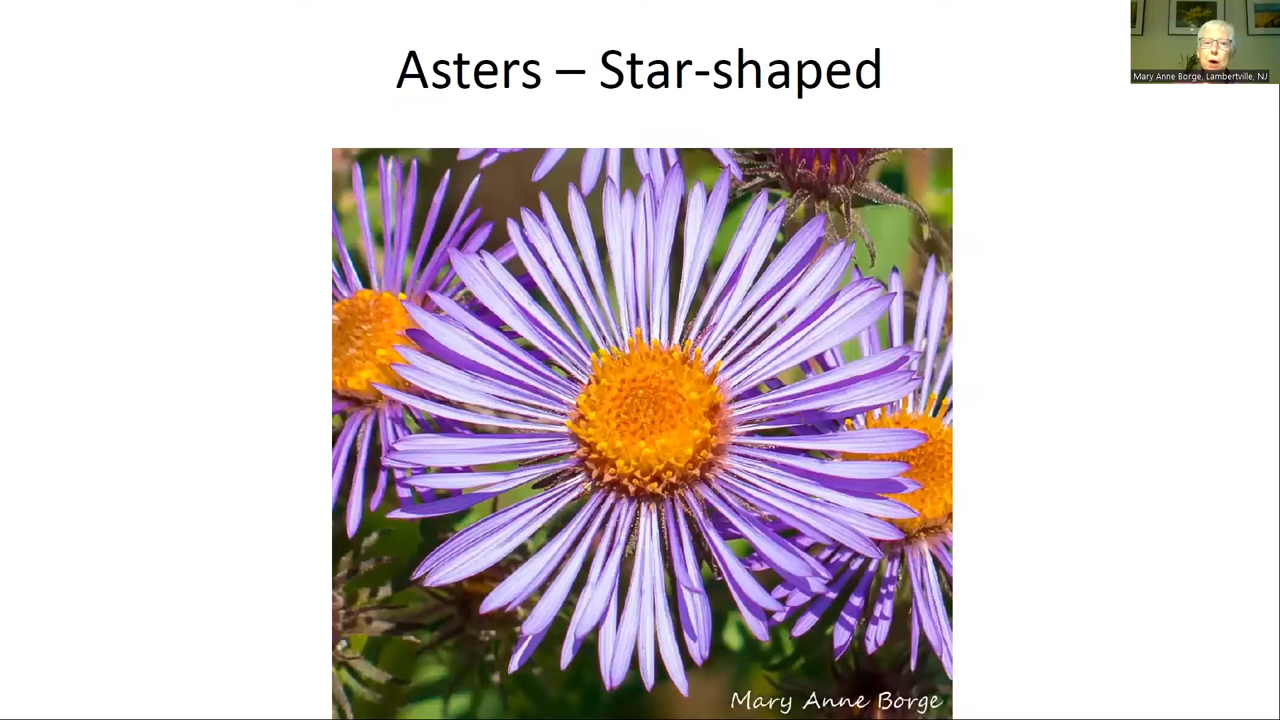 Asters – Star-shaped
Mary Anne Borge, Lambertville, NJ
Mary Anne Borge